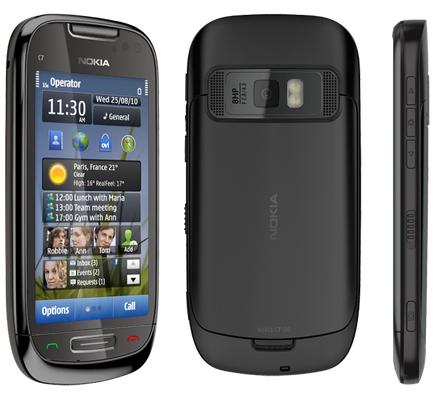 C7
NOKIA
Operator
11:30 AM
Wed 25/08/10
General
ovi
Paris, France 21°
Clear
High: 16° RealFeel: 17°
12:00 Lunch with Maria
13:00 Team meeting
17:00 Gym with Ann
Robbie Ann Tom Add
Inbox (3)
Events (2)
Requests (1)
Options Call
8MP
NOKIA